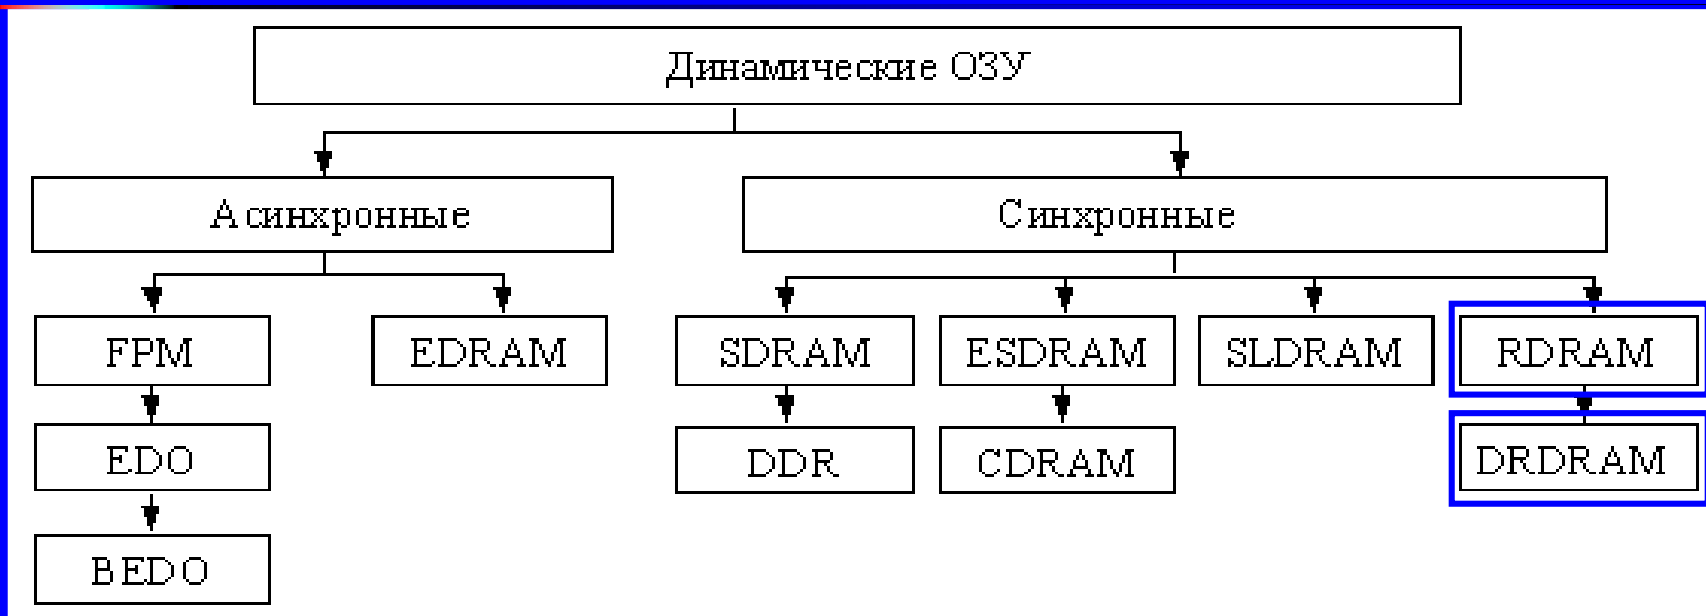 Динамические ОЗУ
Асинхронные
Синхронные
FPM
EDRAM
SDRAM
ESDRAM
SLDRAM
RDRAM
EDO
DDR
CDRAM
DRDRAM
BEDO